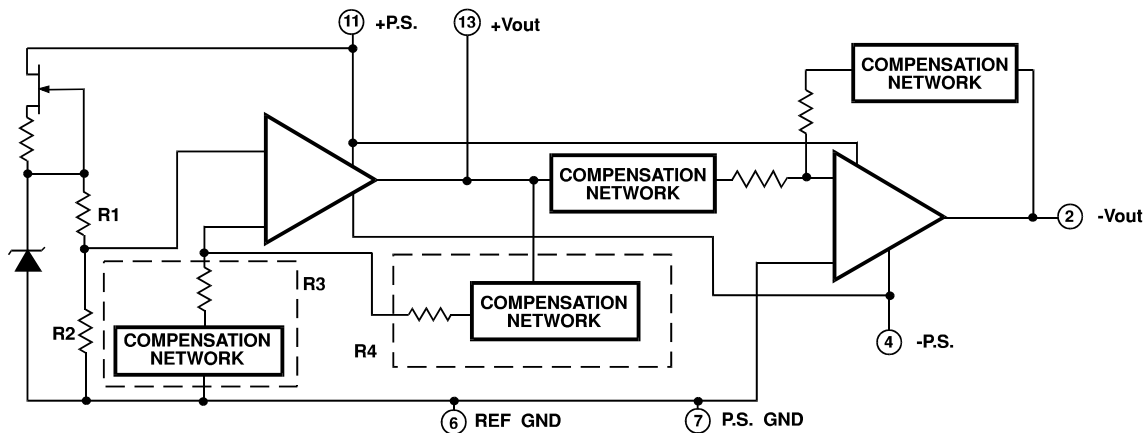 11 +P.S.
13 +Vout
COMPENSATION
NETWORK
COMPENSATION
NETWORK
R1
2 -Vout
R3
COMPENSATION
NETWORK
R2
COMPENSATION
NETWORK
R4
4 -P.S.
6 REF GND
7 P.S. GND